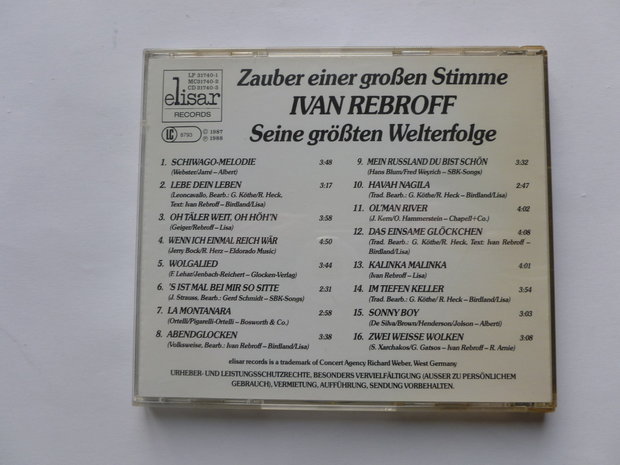 LP 31740-1
MC31740-2
CD 31740-3
elisar
RECORDS
LC 8793
© 1987
℗ 1988
Zauber einer großen Stimme
IVAN REBROFF
Seine größten Welterfolge
1. SCHIWAGO-MELODIE 3:48
(Webster/Jarré – Albert)
2. LEBE DEIN LEBEN 3:17
(Leoncavallo, Bearb.: G. Köthe/R. Heck,
Text: Ivan Rebroff – Birdland/Lisa)
3. OH TÄLER WEIT, OH HÖH'N 3:58
(Geiger/Rebroff – Lisa)
4. WENN ICH EINMAL REICH WÄR 4:50
(Jerry Bock/R. Herz – Eldorado Music)
5. WOLGALIED 3:44
(F. Lehar/Jenbach-Reichert – Glocken-Verlag)
6. 'S IST MAL BEI MIR SO SITTE 2:31
(J. Strauss, Bearb.: Gerd Schmidt – SBK-Songs)
7. LA MONTANARA 2:58
(Ortelli/Pigarelli-Ortelli – Bosworth & Co.)
8. ABENDGLOCKEN 3:38
(Volksweise, Bearb.: Ivan Rebroff – Birdland/Lisa)
9. MEIN RUSSLAND DU BIST SCHÖN 3:32
(Hans Blum/Fred Weyrich – SBK-Songs)
10. HAVAH NAGILA 2:47
(Trad. Bearb.: G. Köthe/R. Heck – Birdland/Lisa)
11. OL'MAN RIVER 4:02
(J. Kern/O. Hammerstein – Chapell+Co.)
12. DAS EINSAME GLÖCKCHEN 4:08
(Trad. Bearb.: G. Köthe/R. Heck, Text: Ivan Rebroff –
Birdland/Lisa)
13. KALINKA MALINKA 4:01
(Ivan Rebroff – Lisa)
14. IM TIEFEN KELLER 3:54
(Trad. Bearb.: G. Köthe/R. Heck – Birdland/Lisa)
15. SONNY BOY 3:03
(De Silva/Brown/Henderson/Jolson – Alberti)
16. ZWEI WEISSE WOLKEN 3:08
(S. Xarchakos/G. Gatsos – Ivan Rebroff – R. Arnie)
elisar records is a trademark of Concert Agency Richard Weber, West Germany
URHEBER- UND LEISTUNGSSCHUTZRECHTE, BESONDERS VERVIELFÄLTIGUNG (AUSSER ZU PERSÖNLICHEM
GEBRAUCH), VERMIETUNG, AUFFÜHRUNG, SENDUNG VORBEHALTEN.